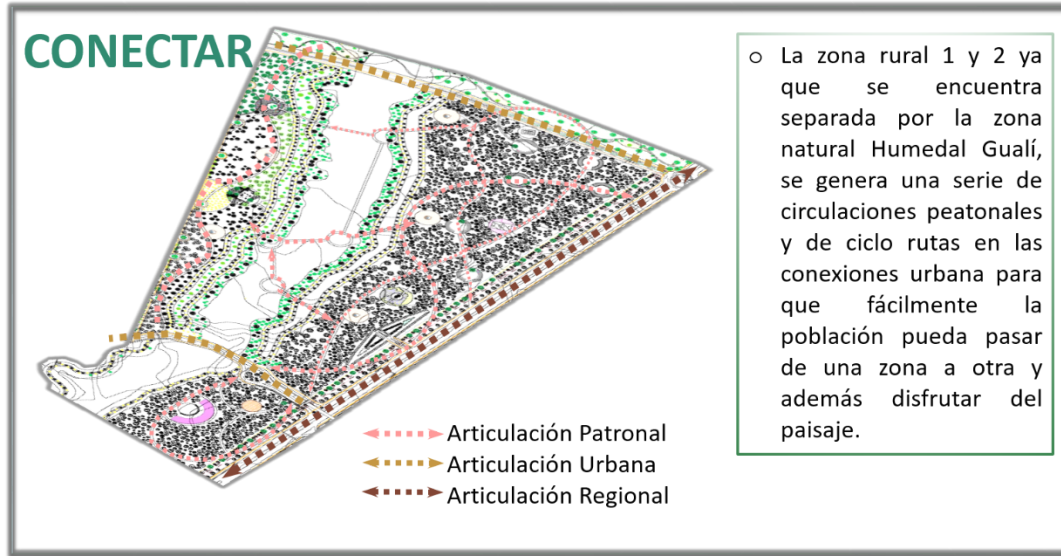 CONECTAR
o La zona rural 1 y 2 ya
que se encuentra
separada por la zona
natural Humedal Gualí,
se genera una serie de
circulaciones peatonales
y de ciclo rutas en las
conexiones urbana para
que fácilmente la
población pueda pasar
de una zona a otra y
además disfrutar del
paisaje.
Articulación Patronal
Articulación Urbana
Articulación Regional